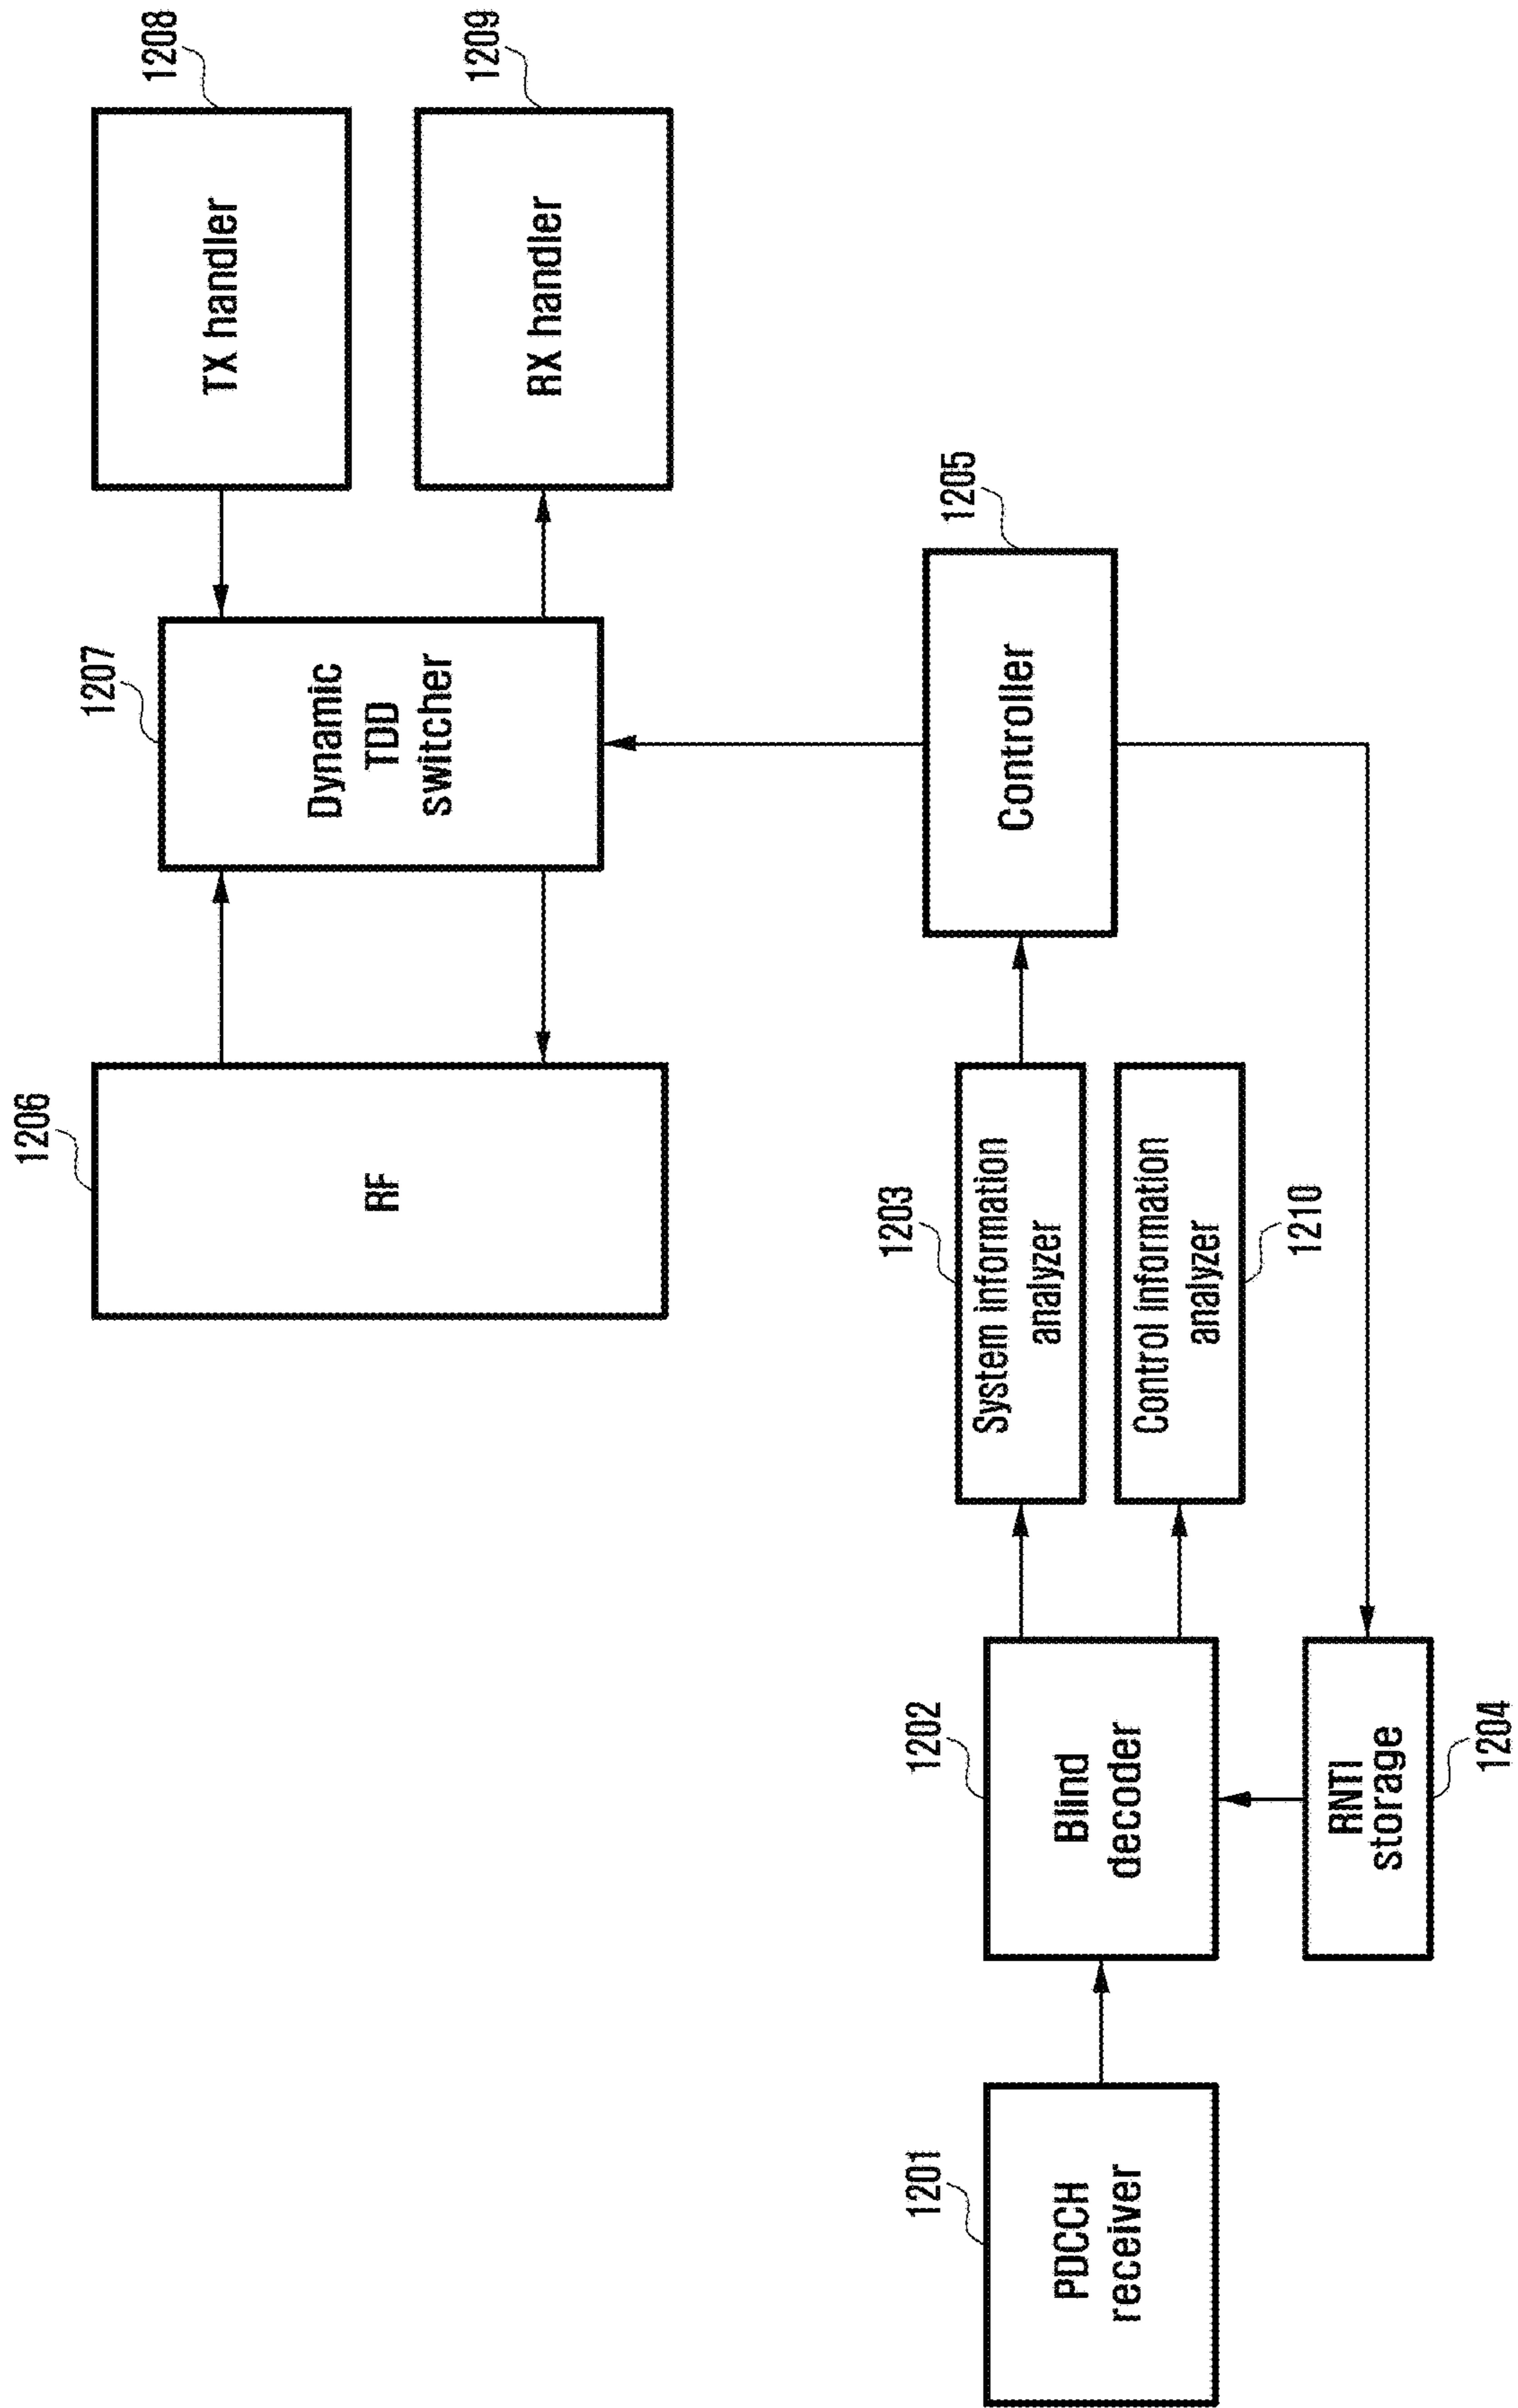 1206
RF
1207
Dynamic
TDD
switcher
1208
TX handler
1209
RX handler
1201
PDCCH
receiver
1202
Blind
decoder
1203
System information
analyzer
Control information
analyzer
1210
1205
Controller
RNTI
storage
1204